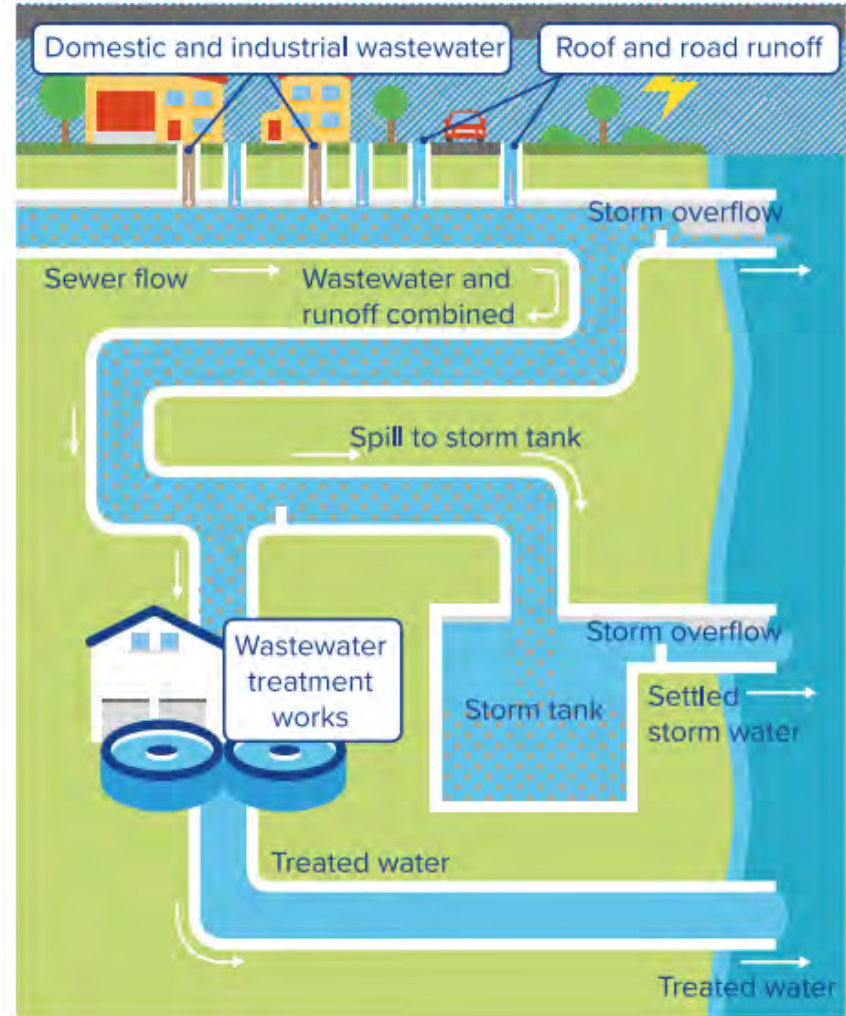 Domestic and industrial wastewater
Roof and road runoff
Storm overflow
Sewer flow
Wastewater and
runoff combined
Spill to storm tank
Wastewater
treatment
works
Storm overflow
Storm tank
Settled
storm water
Treated water
Treated water